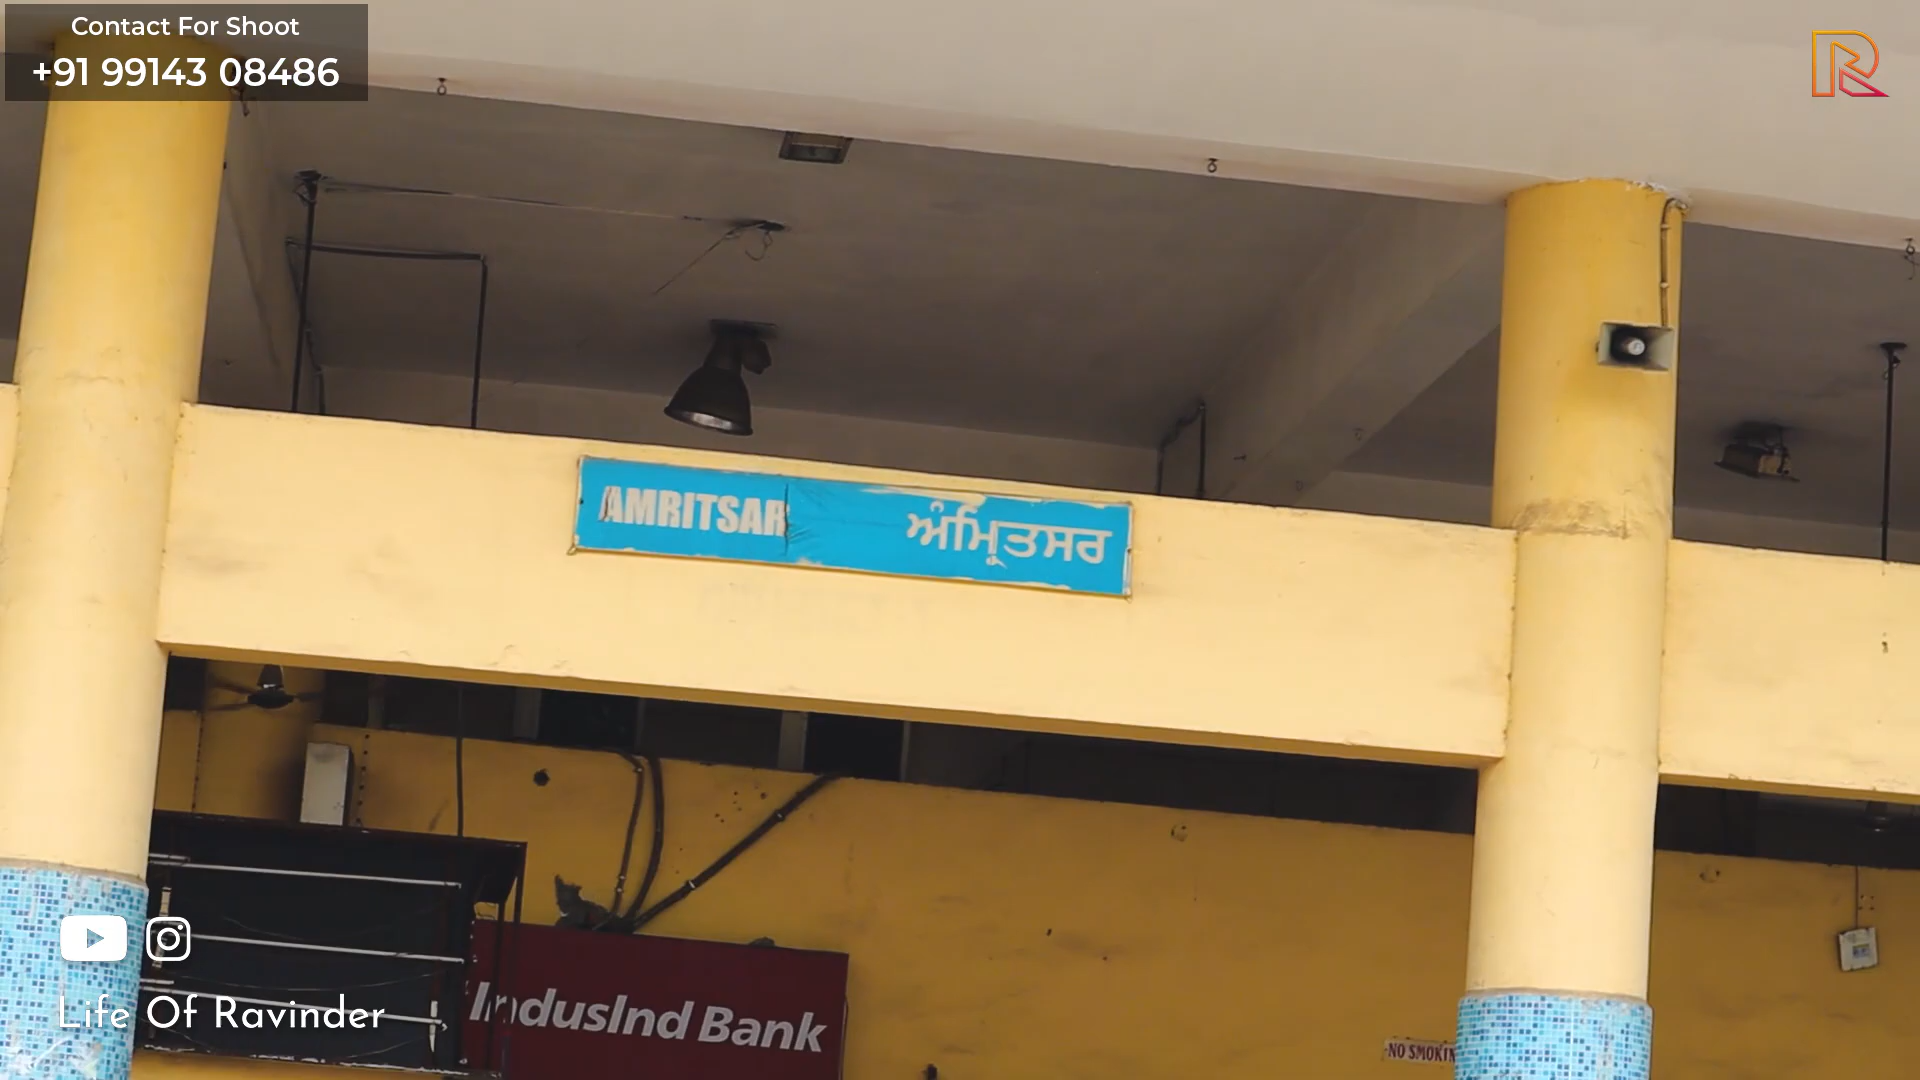 Contact For Shoot
+91 99143 08486
AMRITSAR
ਅੰਮ੍ਰਿਤਸਰ
IndusInd Bank
Life Of Ravinder
NO SMOKIN